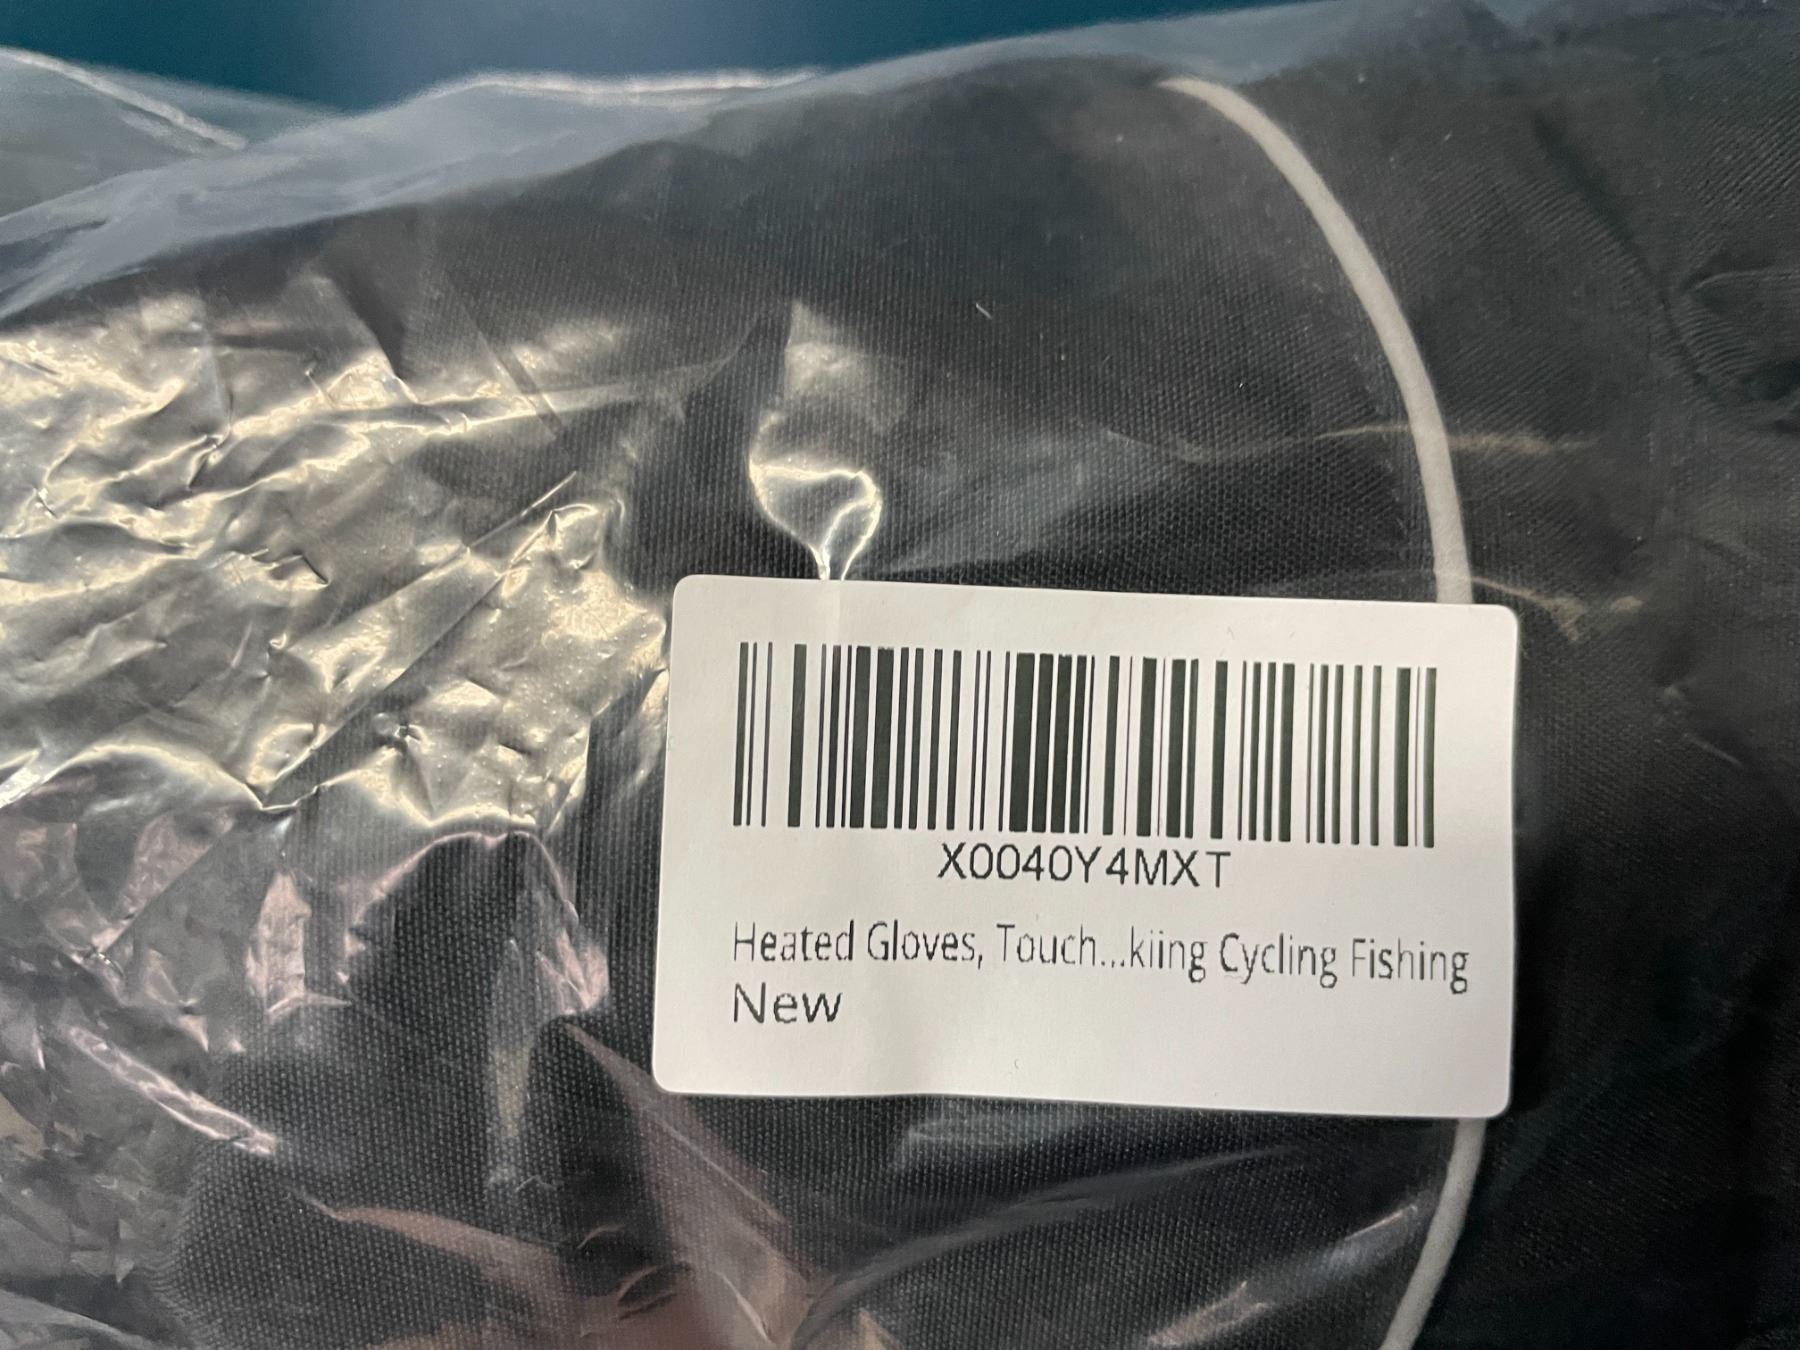 X0040Y4MXT
Heated Gloves, Touch...kiing Cycling Fishing
New